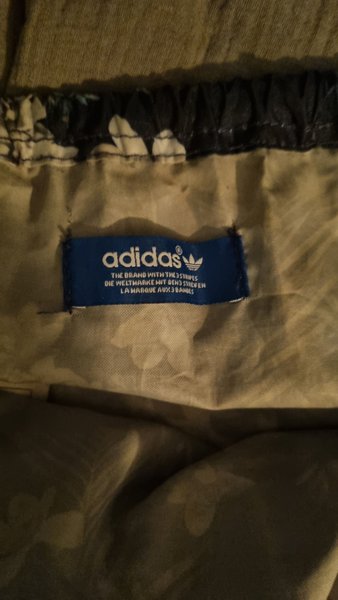 adidas®
THE BRAND WITH THE 3 STRIPES
DIE WELTMARKE MIT DEN 3 STREIFEN
LA MARQUE AUX 3 BANDES